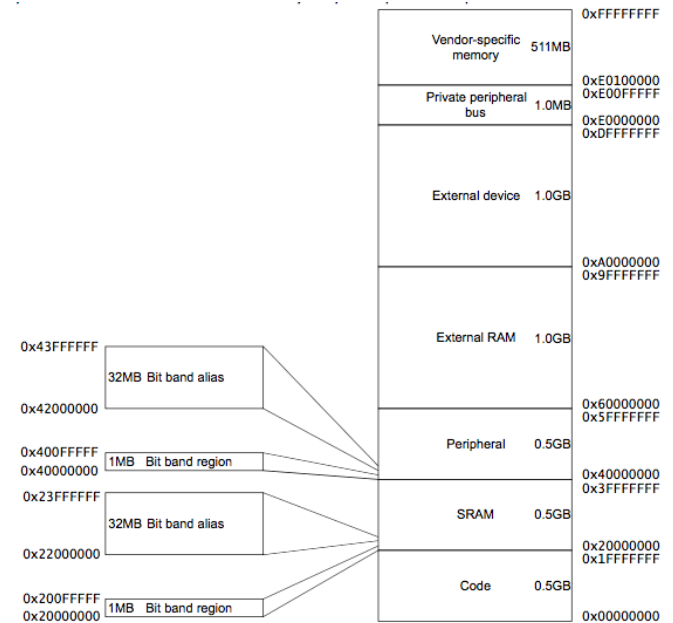 0xFFFFFFFF
Vendor-specific
memory
511MB
0xE0100000
0xE00FFFFF
Private peripheral
bus
1.0MB
0xE0000000
0xDFFFFFFF
External device 1.0GB
0xA0000000
0x9FFFFFFF
External RAM 1.0GB
0x60000000
0x5FFFFFFF
Peripheral 0.5GB
0x40000000
0x3FFFFFFF
SRAM 0.5GB
0x20000000
0x1FFFFFFF
Code 0.5GB
0x00000000
0x43FFFFFF
32MB Bit band alias
0x42000000
0x400FFFFF
1MB Bit band region
0x40000000
0x23FFFFFF
32MB Bit band alias
0x22000000
0x200FFFFF
1MB Bit band region
0x20000000